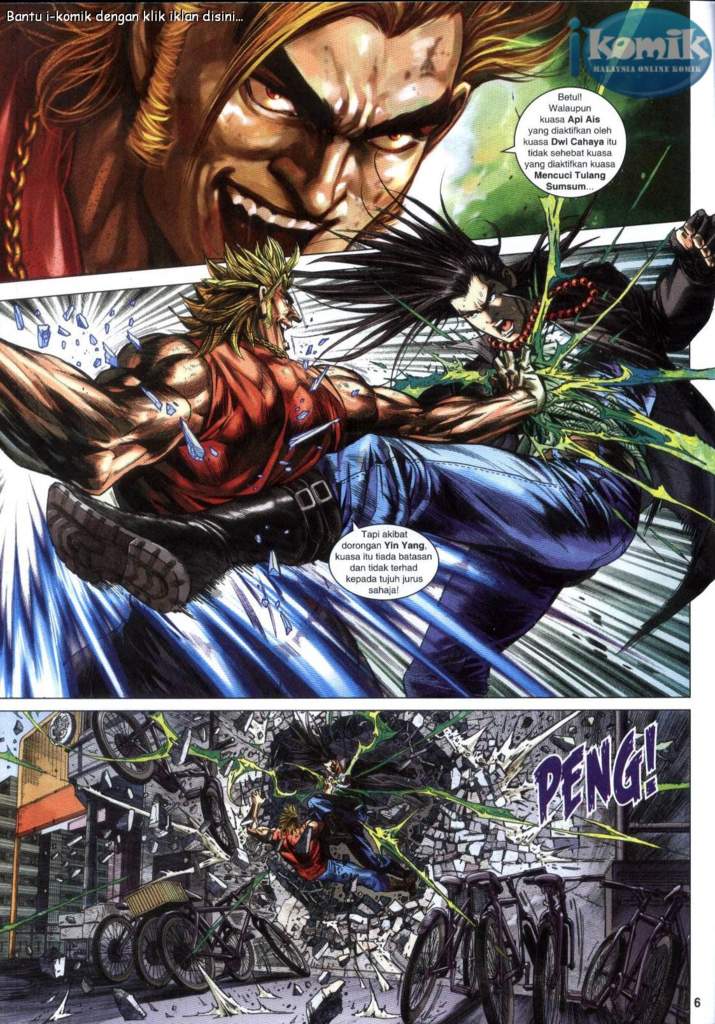 Bantu i-komik dengan klik iklan disini...
ikomik
MALAYSIA ONLINE KOMIK
Betul!
Walaupun
kuasa Api Ais
yang diaktifkan oleh
kuasa Dwi Cahaya itu
tidak sehebat kuasa
yang diaktifkan kuasa
Mencuci Tulang
Sumsum...
Tapi akibat
dorongan Yin Yang,
kuasa itu tiada batasan
dan tidak terhad
kepada tujuh jurus
sahaja!
PENG!
6